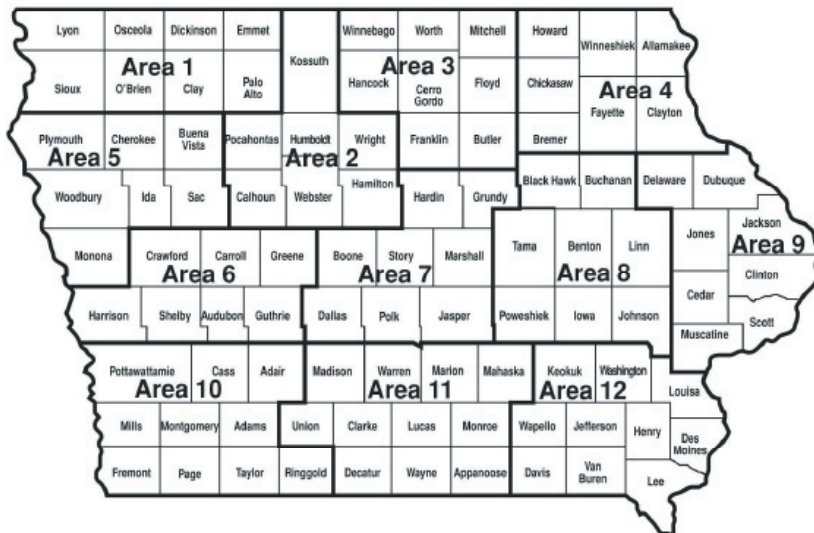 Lyon Osceola Dickinson Emmet Kossuth Winnebago Worth Mitchell Howard Winneshiek Allamakee
Area 1 Area 3 Area 4
Sioux O'Brien Clay Palo Alto Hancock Cerro Gordo Floyd Chickasaw Fayette Clayton
Plymouth Cherokee Buena Vista Pocahontas Humboldt Wright Franklin Butler Bremer
Area 5 Area 2
Woodbury Ida Sac Calhoun Webster Hamilton Hardin Grundy Black Hawk Buchanan Delaware Dubuque
Monona Crawford Carroll Greene Boone Story Marshall Tama Benton Linn Jones Jackson
Area 6 Area 7 Area 8 Area 9
Clinton
Harrison Shelby Audubon Guthrie Dallas Polk Jasper Poweshiek Iowa Johnson Cedar Scott
Muscatine
Pottawattamie Cass Adair Madison Warren Marion Mahaska Keokuk Washington Louisa
Area 10 Area 11 Area 12
Mills Montgomery Adams Union Clarke Lucas Monroe Wapello Jefferson Henry Des Moines
Fremont Page Taylor Ringgold Decatur Wayne Appanoose Davis Van Buren Lee